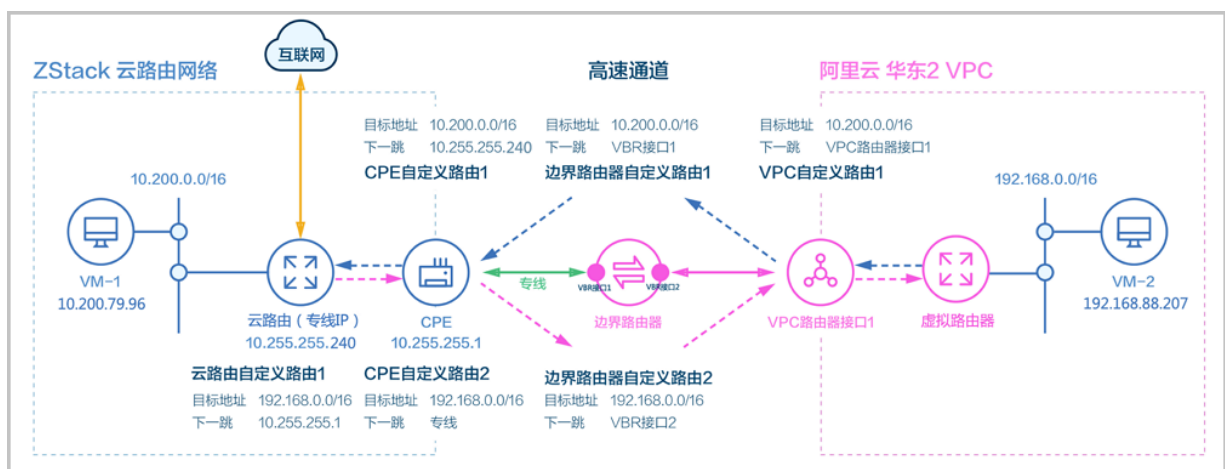 互联网
ZStack 云路由网络
高速通道
阿里云 华东2 VPC
目标地址 10.200.0.0/16
下一跳 10.255.255.240
CPE自定义路由1
目标地址 10.200.0.0/16
下一跳 VBR接口1
边界路由器自定义路由1
目标地址 10.200.0.0/16
下一跳 VPC路由器接口1
VPC自定义路由1
10.200.0.0/16
192.168.0.0/16
VM-1
10.200.79.96
云路由（专线IP）
10.255.255.240
CPE
10.255.255.1
专线
VBR接口1
VBR接口2
边界路由器
VPC路由器接口1
虚拟路由器
VM-2
192.168.88.207
云路由自定义路由1
目标地址 192.168.0.0/16
下一跳 10.255.255.1
CPE自定义路由2
目标地址 192.168.0.0/16
下一跳 专线
边界路由器自定义路由2
目标地址 192.168.0.0/16
下一跳 VBR接口2